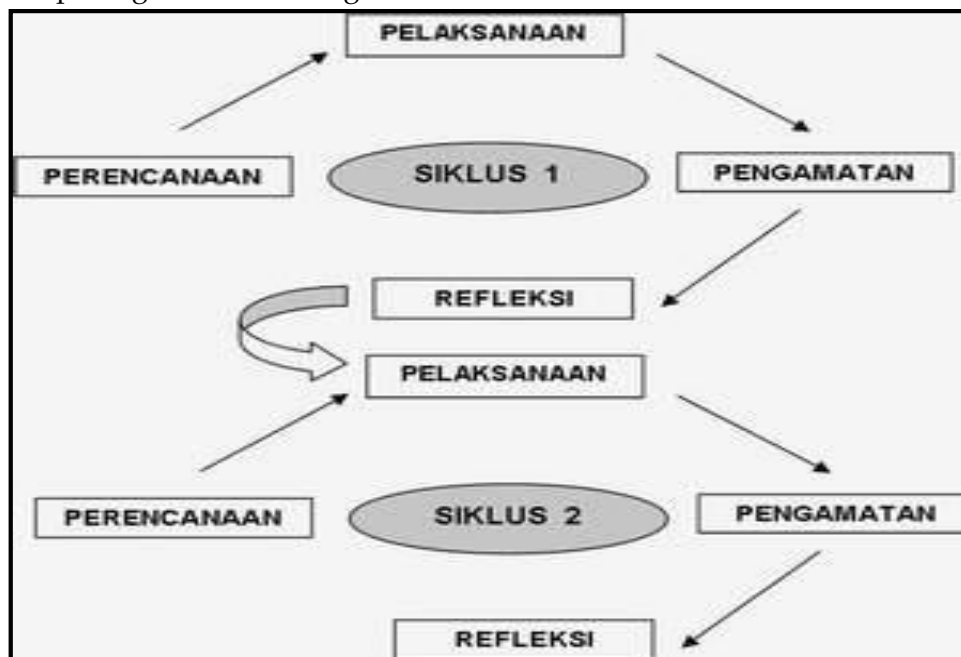 PELAKSANAAN
PERENCANAAN
SIKLUS 1
PENGAMATAN
REFLEKSI
PELAKSANAAN
PERENCANAAN
SIKLUS 2
PENGAMATAN
REFLEKSI